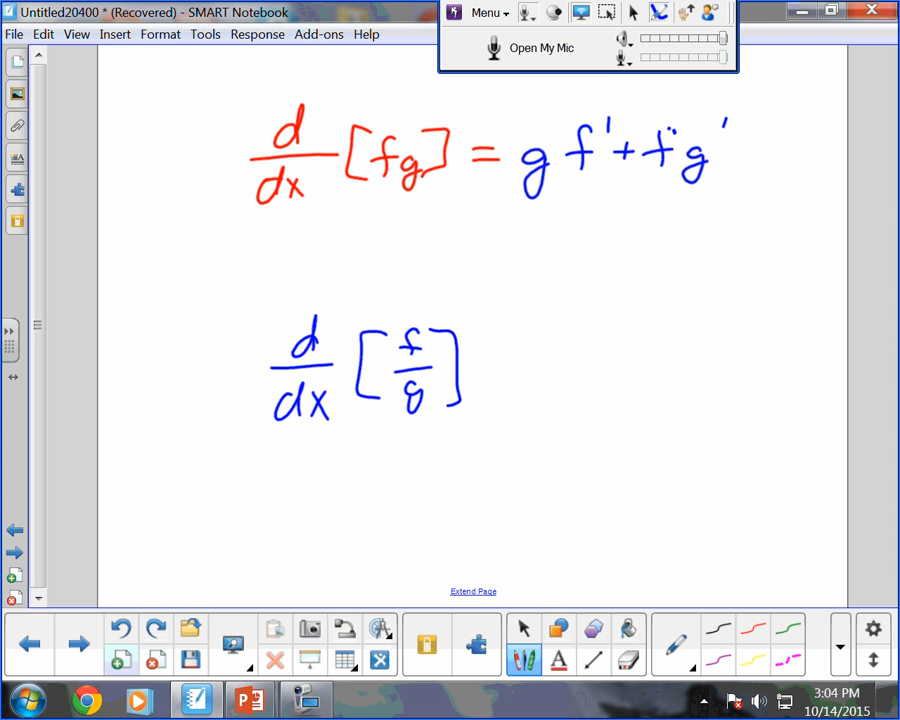 Untitled20400 * (Recovered) - SMART Notebook
Menu
File Edit View Insert Format Tools Response Add-ons Help
Open My Mic
d/dx [fg] = g f' + f g'
d/dx [f/g]
Extend Page
3:04 PM
10/14/2015